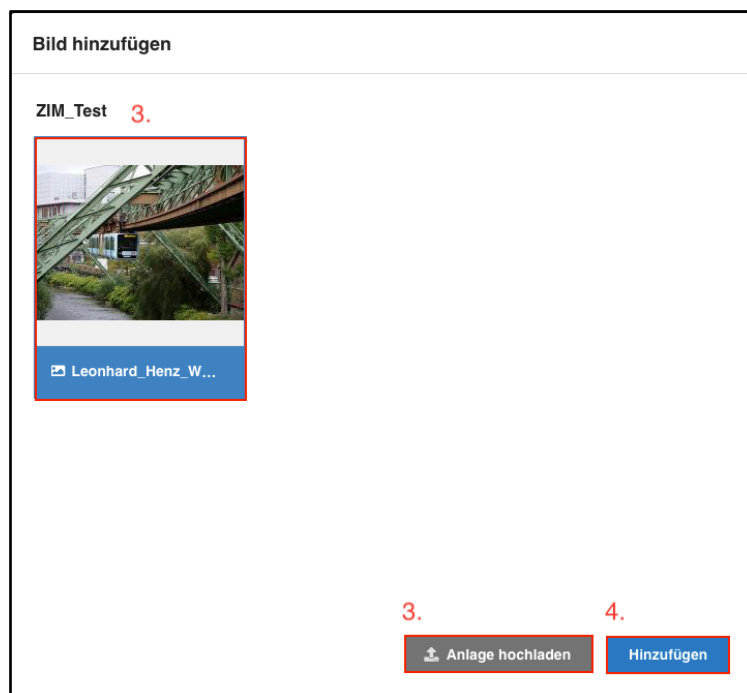 Bild hinzufügen
ZIM_Test 3.
Leonhard_Henz_W...
3. 4.
Anlage hochladen Hinzufügen